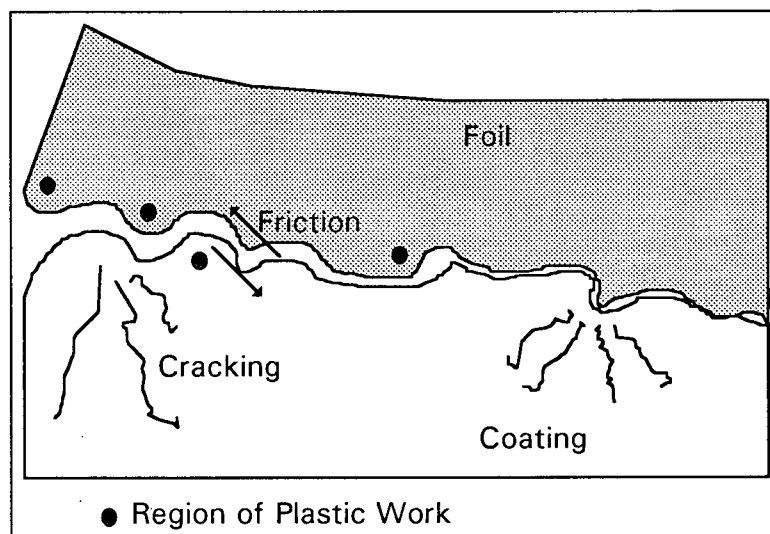 Foil
Friction
Cracking
Coating
Region of Plastic Work